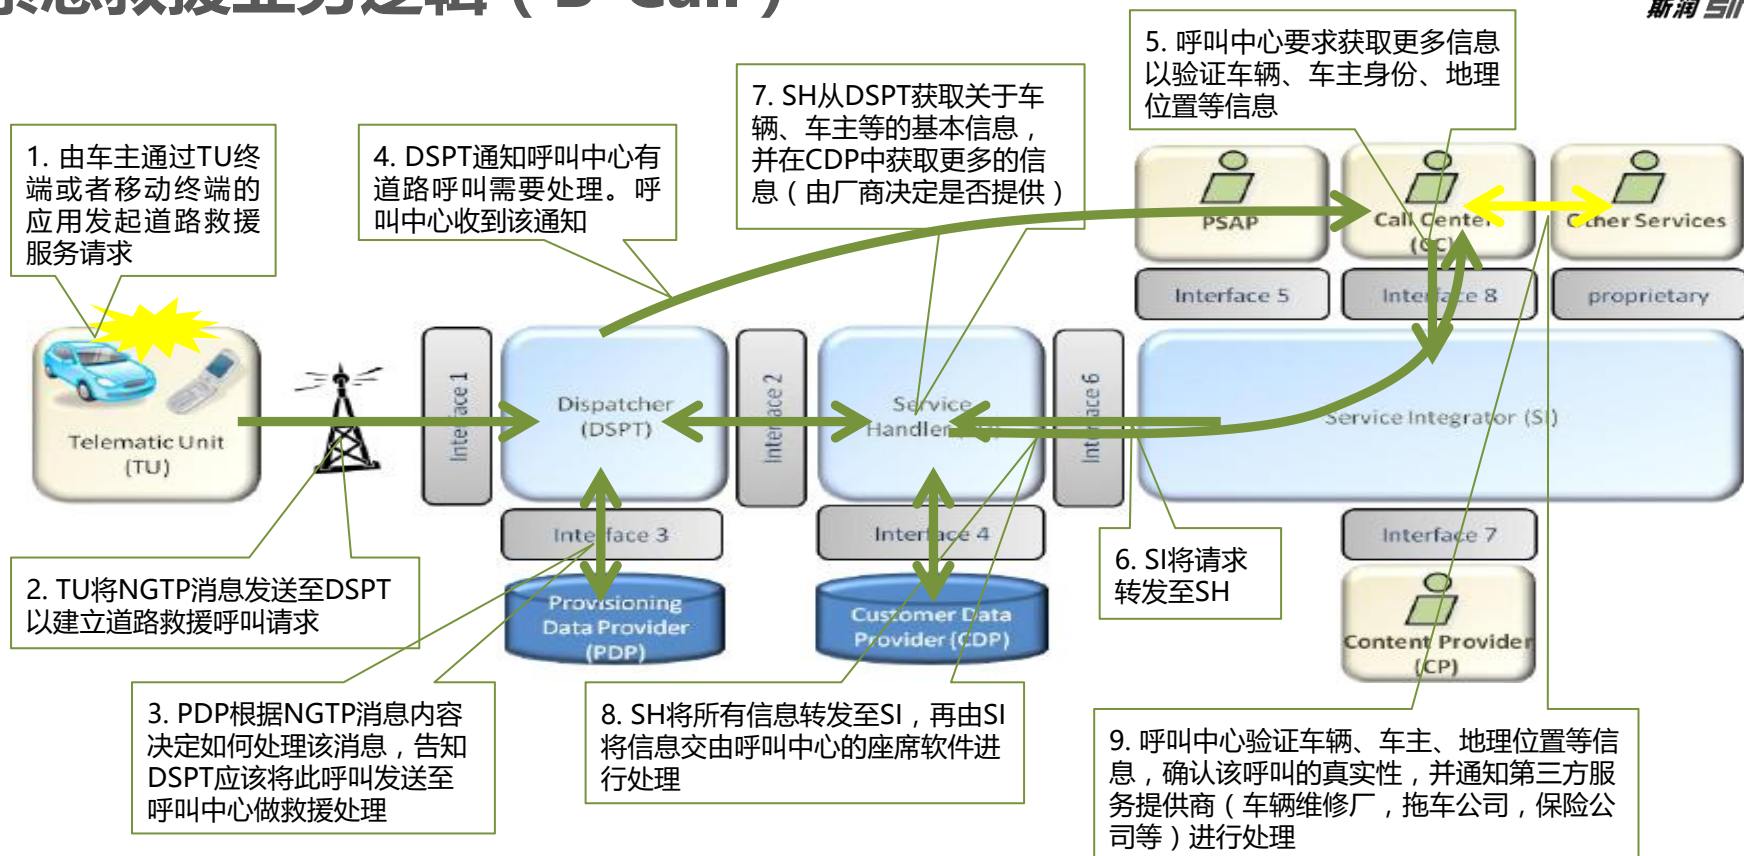 紧急救援业务逻辑（B-Call）
斯润
5. 呼叫中心要求获取更多信息
以验证车辆、车主身份、地理
位置等信息
7. SH从DSPT获取关于车
辆、车主等的基本信息，
并在CDP中获取更多的信
息（由厂商决定是否提供）
1. 由车主通过TU终
端或者移动终端的
应用发起道路救援
服务请求
4. DSPT通知呼叫中心有
道路呼叫需要处理。呼
叫中心收到该通知
PSAP
Call Center
(CC)
Other Services
Interface 5
Interface 8
proprietary
Telematic Unit
(TU)
Interface 1
Dispatcher
(DSPT)
Interface 2
Service
Handler
Interface 6
Service Integrator (SI)
Interface 3
Interface 4
Interface 7
Provisioning
Data Provider
(PDP)
Customer Data
Provider (CDP)
Content Provider
(CP)
2. TU将NGTP消息发送至DSPT
以建立道路救援呼叫请求
6. SI将请求
转发至SH
3. PDP根据NGTP消息内容
决定如何处理该消息，告知
DSPT应该将此呼叫发送至
呼叫中心做救援处理
8. SH将所有信息转发至SI，再由SI
将信息交由呼叫中心的座席软件进
行处理
9. 呼叫中心验证车辆、车主、地理位置等信
息，确认该呼叫的真实性，并通知第三方服
务提供商（车辆维修厂，拖车公司，保险公
司等）进行处理